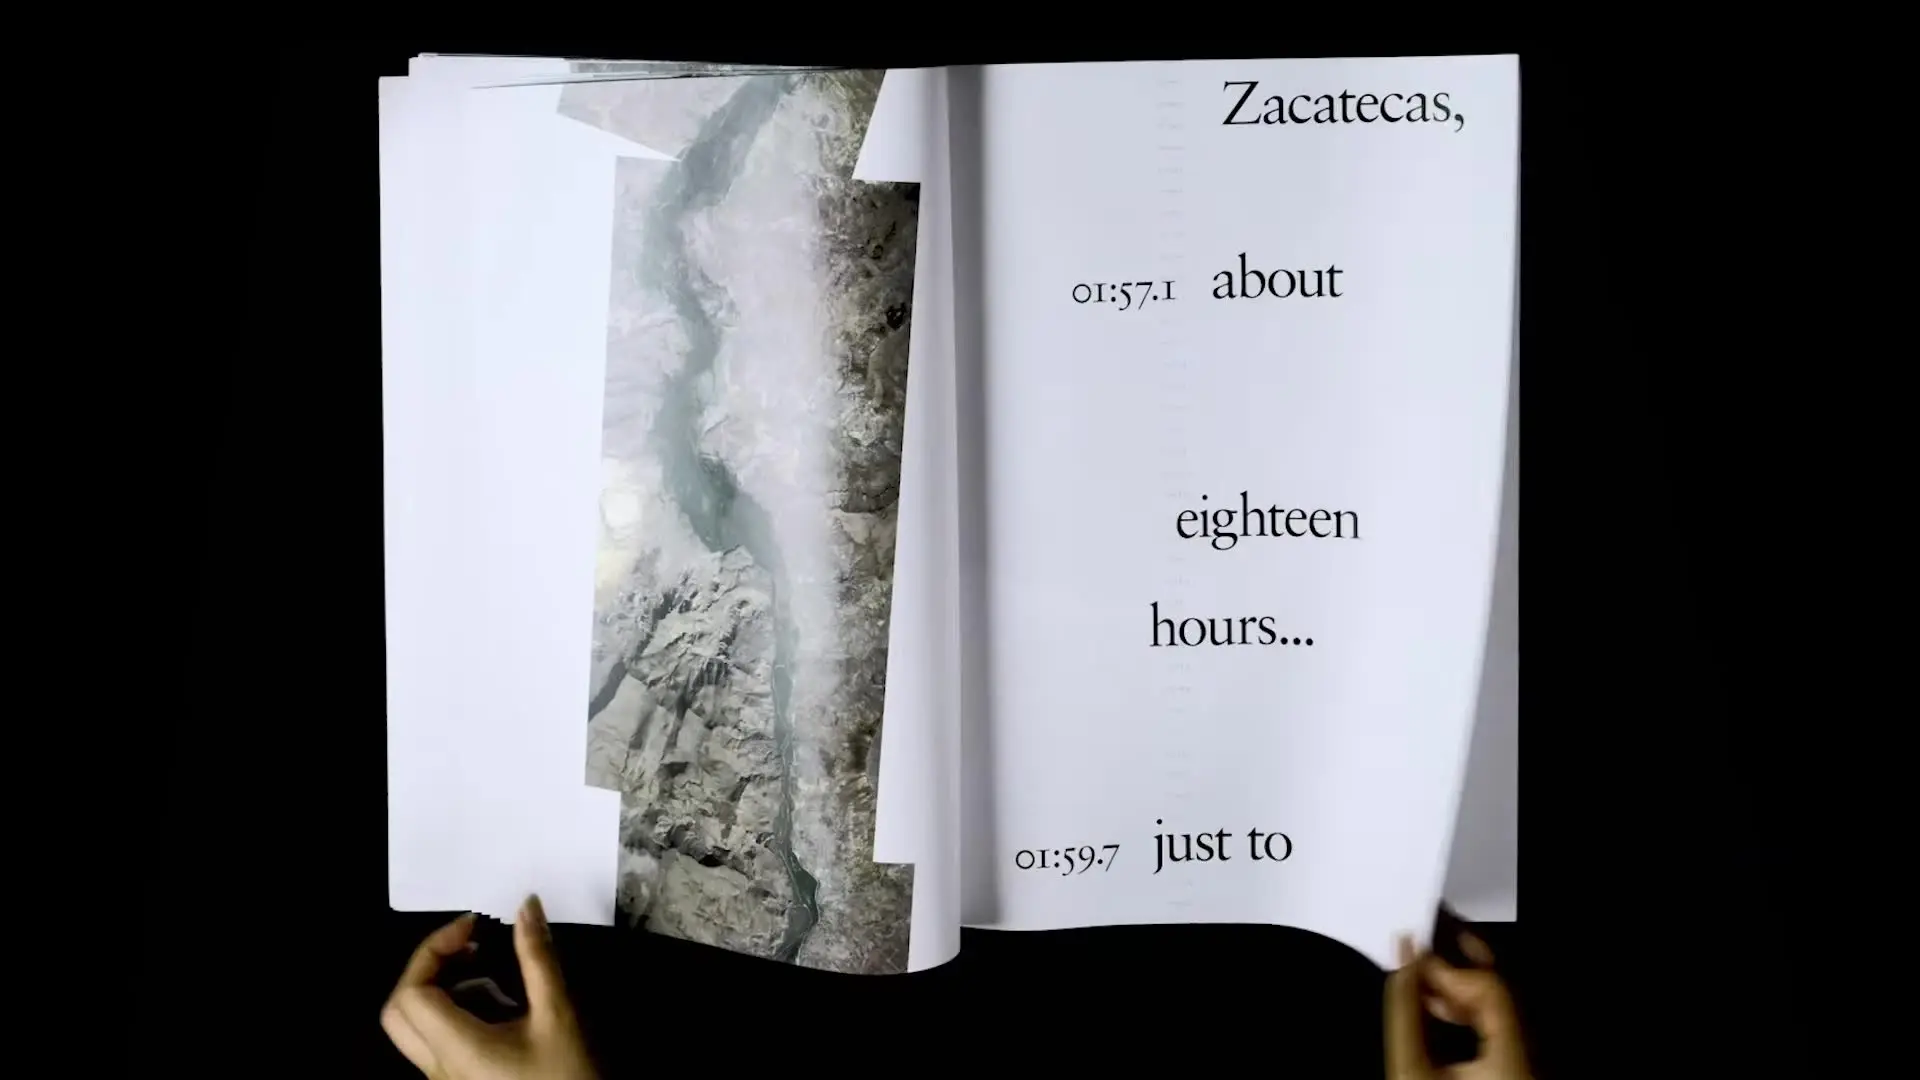 Zacatecas,
01:57.1 about
eighteen
hours...
01:59.7 just to